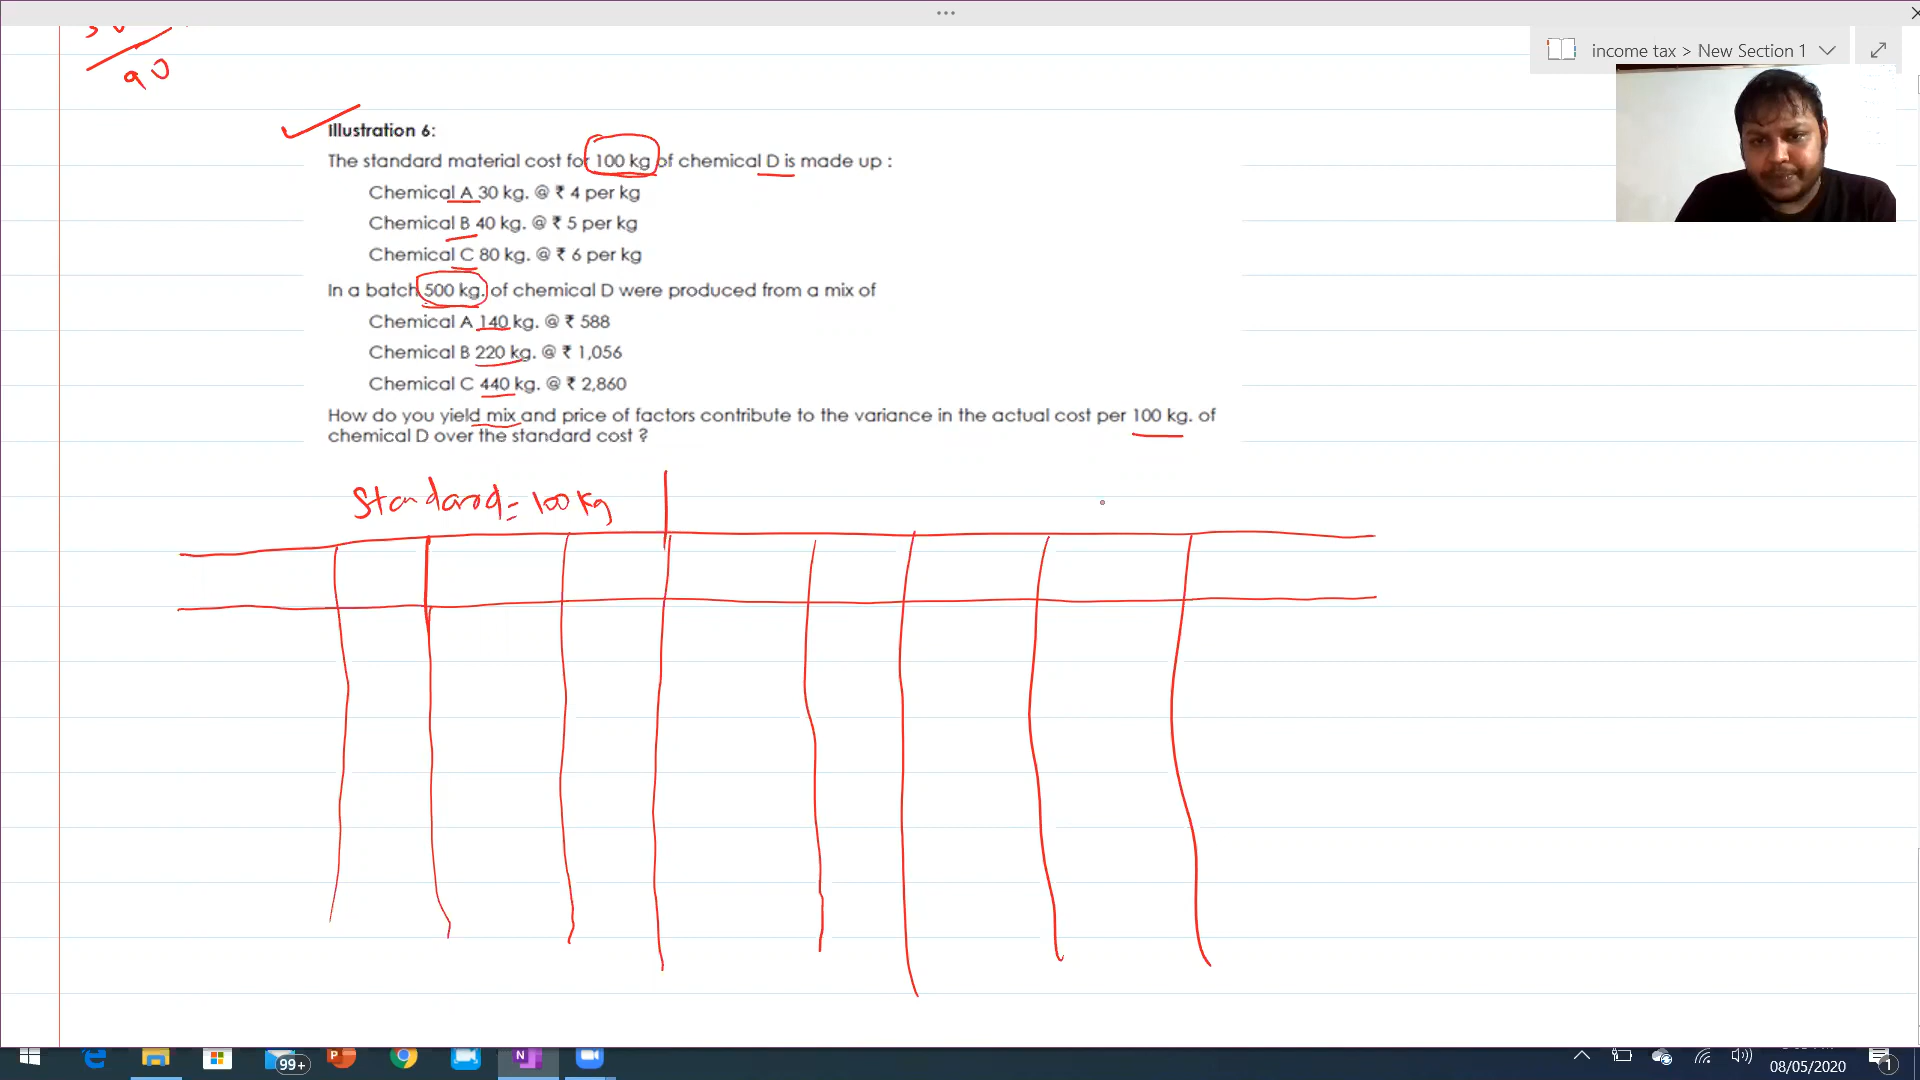 income tax > New Section 1
90
Illustration 6:
The standard material cost for 100 kg of chemical D is made up :
Chemical A 30 kg. @ ₹ 4 per kg
Chemical B 40 kg. @ ₹ 5 per kg
Chemical C 80 kg. @ ₹ 6 per kg
In a batch 500 kg. of chemical D were produced from a mix of
Chemical A 140 kg. @ ₹ 588
Chemical B 220 kg. @ ₹ 1,056
Chemical C 440 kg. @ ₹ 2,860
How do you yield mix and price of factors contribute to the variance in the actual cost per 100 kg. of
chemical D over the standard cost ?
Standard = 100 kg
99+
08/05/2020
1